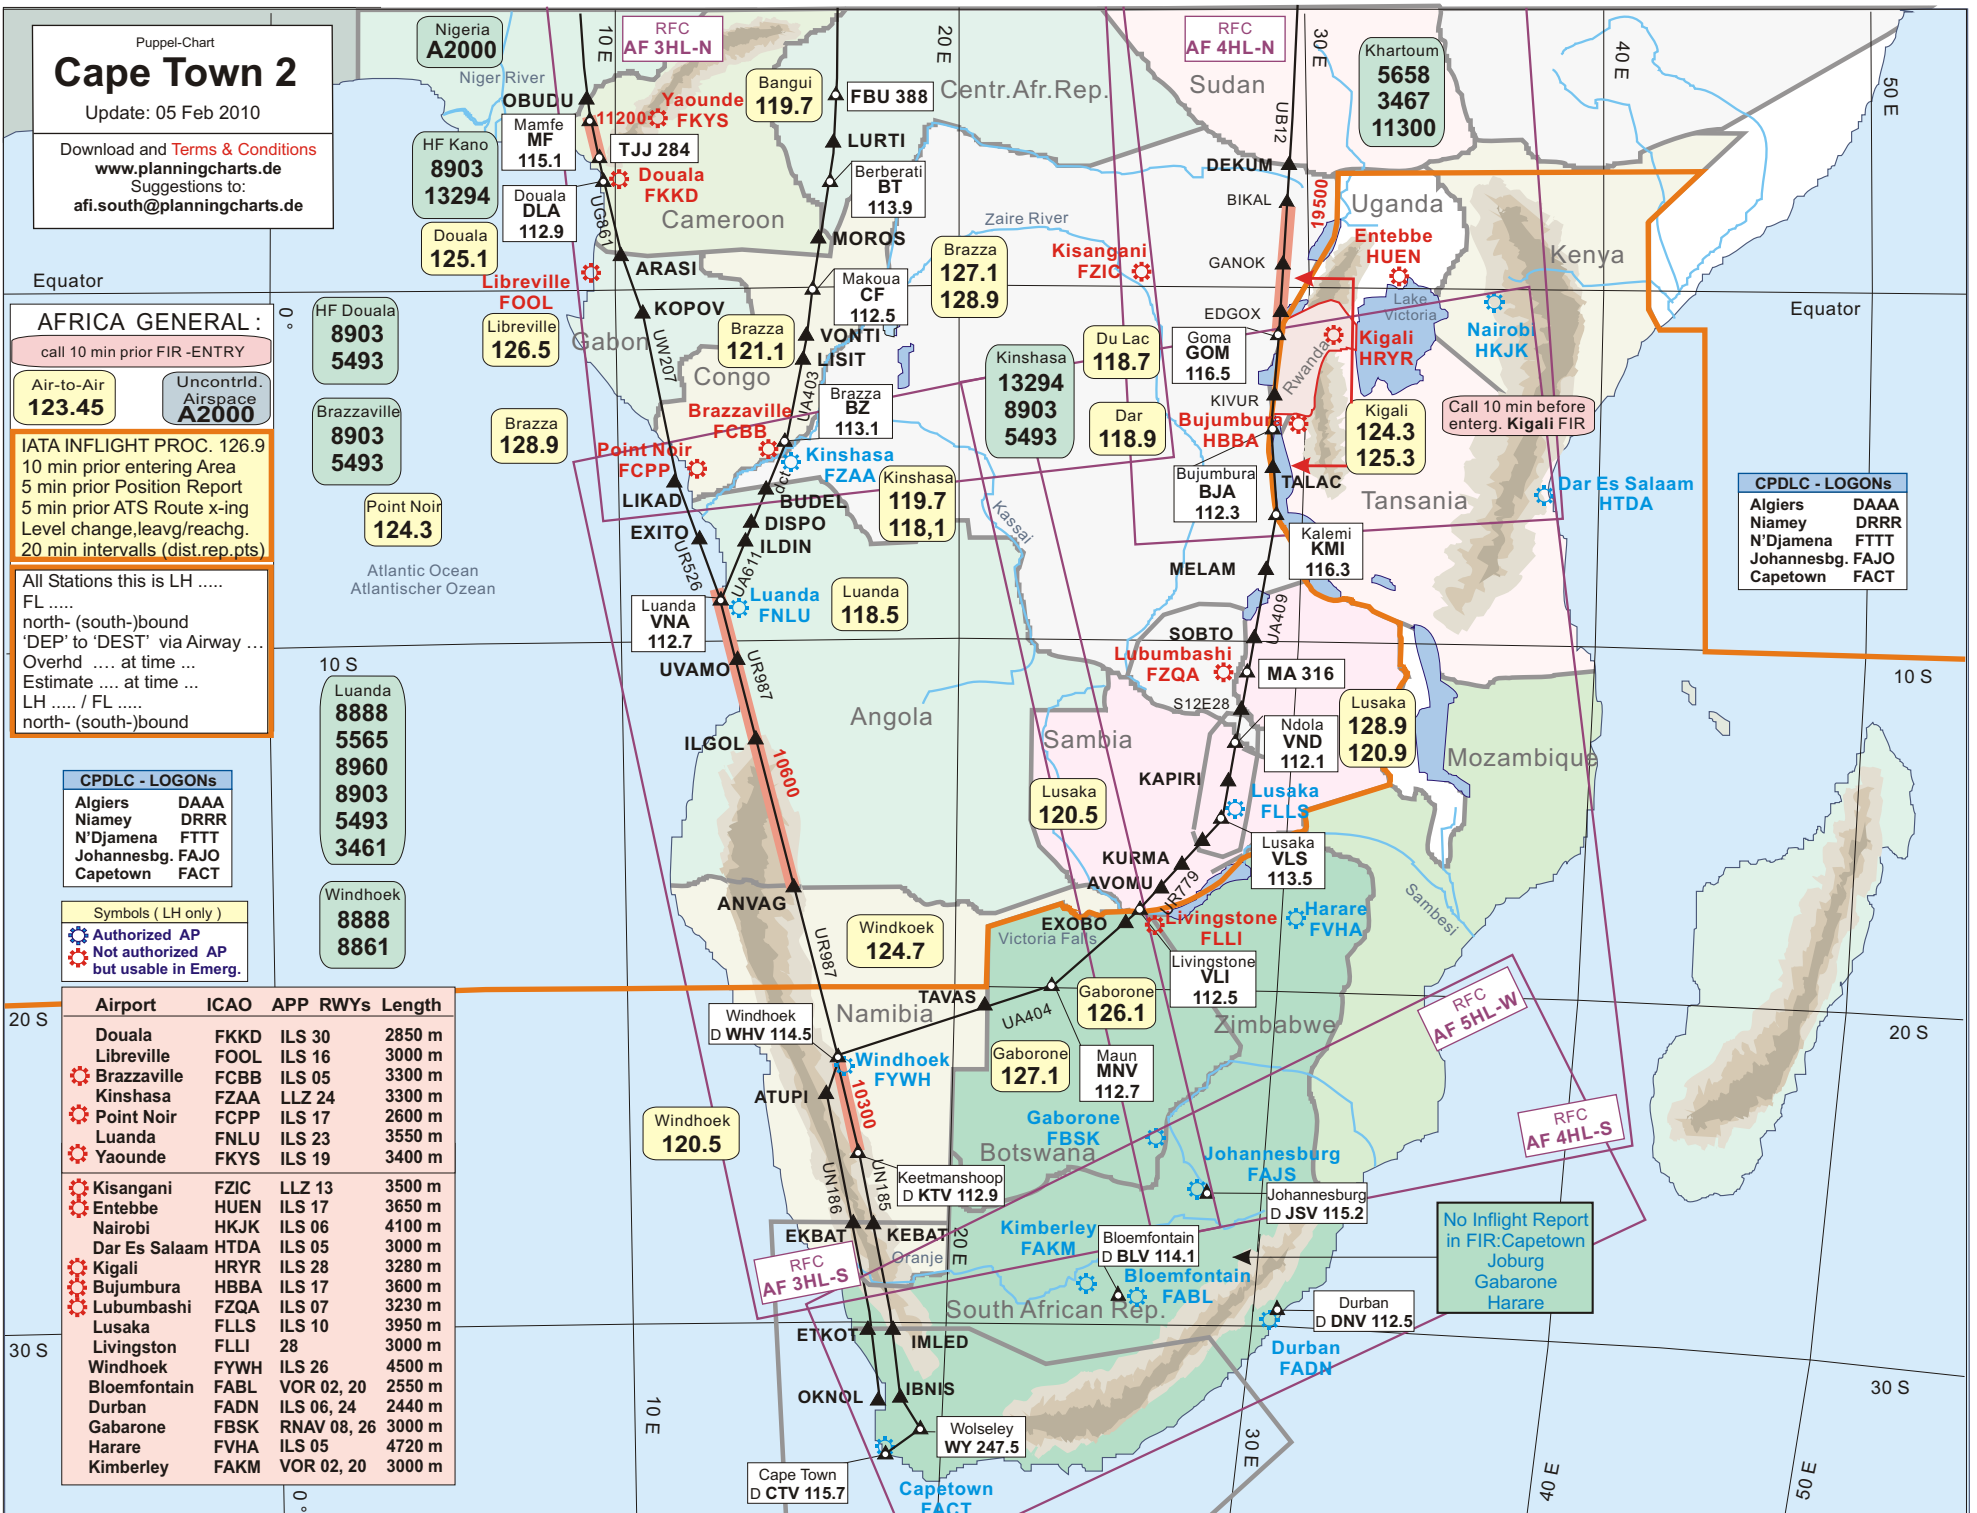 Puppel-Chart
Cape Town 2
Update: 05 Feb 2010
Download and Terms & Conditions
www.planningcharts.de
Suggestions to:
afi.south@planningcharts.de
Nigeria
A2000
Niger River
HF Kano
8903
13294
Douala
125.1
10 E
RFC
AF 3HL-N
OBUDU
11200
Yaounde
FKYS
Mamfe
MF
115.1
TJJ 284
Douala
FKKD
Douala
DLA
112.9
UG861
Cameroon
Bangui
119.7
FBU 388
LURTI
Berberati
BT
113.9
MOROS
20 E
Centr.Afr.Rep.
RFC
AF 4HL-N
Sudan
UB12
30 E
Khartoum
5658
3467
11300
40 E
50 E
DEKUM
BIKAL
19500
Uganda
Entebbe
HUEN
Kenya
Zaire River
Kisangani
FZIC
GANOK
Brazza
127.1
128.9
Makoua
CF
112.5
ARASI
Libreville
FOOL
Equator
0°
KOPOV
Libreville
126.5
Gabon
UW207
Brazza
121.1
VONTI
LISIT
Congo
UA403
EDGOX
Lake
Victoria
Nairobi
HKJK
Equator
Goma
GOM
116.5
Du Lac
118.7
Rwanda
Kigali
HRYR
KIVUR
Kinshasa
13294
8903
5493
Dar
118.9
Bujumbura
HBBA
Kigali
124.3
125.3
Call 10 min before
enterg. Kigali FIR
AFRICA GENERAL :
call 10 min prior FIR -ENTRY
Air-to-Air
123.45
Uncontrld.
Airspace
A2000
IATA INFLIGHT PROC. 126.9
10 min prior entering Area
5 min prior Position Report
5 min prior ATS Route x-ing
Level change,leavg/reachg.
20 min intervalls (dist.rep.pts)
All Stations this is LH .....
FL .....
north- (south-)bound
‘DEP’ to ‘DEST’ via Airway ...
Overhd .... at time ...
Estimate .... at time ...
LH ..... / FL .....
north- (south-)bound
HF Douala
8903
5493
Brazzaville
8903
5493
Brazza
128.9
Point Noir
124.3
Atlantic Ocean
Atlantischer Ozean
Brazzaville
FCBB
Brazza
BZ
113.1
Point Noir
FCPP
Kinshasa
FZAA
dct
LIKAD
BUDEL
DISPO
ILDIN
EXITO
UR526
UA611
Kinshasa
119.7
118,1
Kassai
Bujumbura
BJA
112.3
TALAC
Tansania
Dar Es Salaam
HTDA
Kalemi
KMI
116.3
MELAM
UA409
CPDLC - LOGONs
Algiers DAAA
Niamey DRRR
N’Djamena FTTT
Johannesbg. FAJO
Capetown FACT
Luanda
VNA
112.7
Luanda
FNLU
Luanda
118.5
UVAMO
UR987
SOBTO
Lubumbashi
FZQA
MA 316
S12E28
10 S
10 S
Luanda
8888
5565
8960
8903
5493
3461
Windhoek
8888
8861
ILGOL
10600
Angola
Sambia
Ndola
VND
112.1
Lusaka
128.9
120.9
Mozambique
KAPIRI
Lusaka
120.5
Lusaka
FLLS
Lusaka
VLS
113.5
KURMA
AVOMU
UR779
EXOBO
Victoria Falls
Livingstone
FLLI
Livingstone
VLI
112.5
Harare
FVHA
Sambesi
CPDLC - LOGONs
Algiers DAAA
Niamey DRRR
N’Djamena FTTT
Johannesbg. FAJO
Capetown FACT
Symbols ( LH only )
Authorized AP
Not authorized AP
but usable in Emerg.
ANVAG
Windkoek
124.7
UR987
TAVAS
Namibia
UA404
Gaborone
126.1
Maun
MNV
112.7
Gaborone
127.1
Zimbabwe
RFC
AF 5HL-W
RFC
AF 4HL-S
20 S
20 S
Airport ICAO APP RWYs Length
Douala FKKD ILS 30 2850 m
Libreville FOOL ILS 16 3000 m
Brazzaville FCBB ILS 05 3300 m
Kinshasa FZAA LLZ 24 3300 m
Point Noir FCPP ILS 17 2600 m
Luanda FNLU ILS 23 3550 m
Yaounde FKYS ILS 19 3400 m
Kisangani FZIC LLZ 13 3500 m
Entebbe HUEN ILS 17 3650 m
Nairobi HKJK ILS 06 4100 m
Dar Es Salaam HTDA ILS 05 3000 m
Kigali HRYR ILS 28 3280 m
Bujumbura HBBA ILS 17 3600 m
Lubumbashi FZQA ILS 07 3230 m
Lusaka FLLS ILS 10 3950 m
Livingston FLLI 28 3000 m
Windhoek FYWH ILS 26 4500 m
Bloemfontain FABL VOR 02, 20 2550 m
Durban FADN ILS 06, 24 2440 m
Gabarone FBSK RNAV 08, 26 3000 m
Harare FVHA ILS 05 4720 m
Kimberley FAKM VOR 02, 20 3000 m
Windhoek
D WHV 114.5
Windhoek
FYWH
ATUPI
10300
Windhoek
120.5
UN186
UN185
Keetmanshoop
D KTV 112.9
EKBAT
KEBAT
Oranje
20 E
RFC
AF 3HL-S
Gaborone
FBSK
Botswana
Johannesburg
FAJS
Johannesburg
D JSV 115.2
Kimberley
FAKM
Bloemfontain
D BLV 114.1
Bloemfontain
FABL
South African Rep.
No Inflight Report
in FIR:Capetown
Joburg
Gabarone
Harare
Durban
D DNV 112.5
Durban
FADN
ETKOT
IMLED
30 S
30 S
OKNOL
IBNIS
Wolseley
WY 247.5
Cape Town
D CTV 115.7
Capetown
FACT
0°
10 E
30 E
40 E
50 E